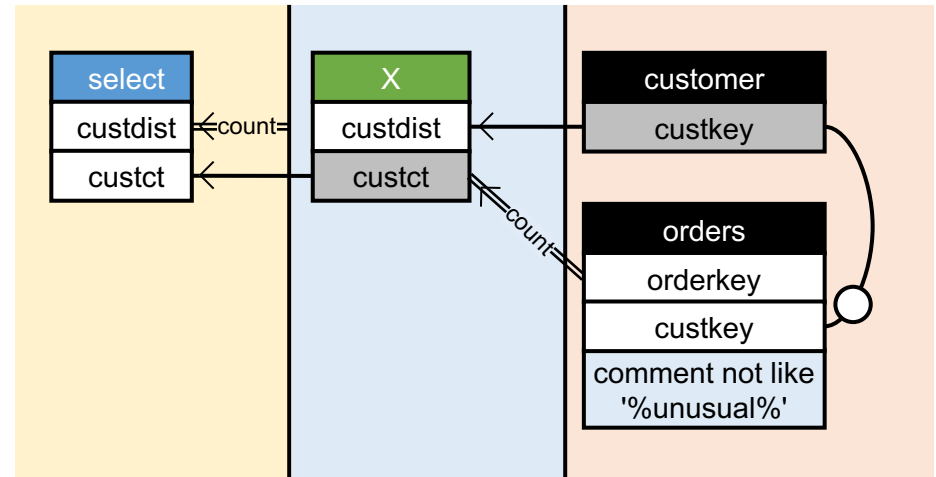 select
custdist
custct
count
X
custdist
custct
count
customer
custkey
orders
orderkey
custkey
comment not like
'%unusual%'